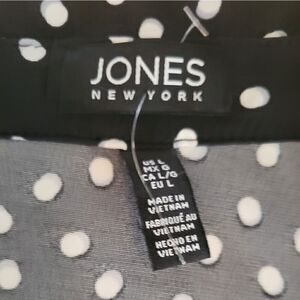 JONES
NEW YORK
US L
MX G
CA L/G
EU L
MADE IN
VIETNAM
FABRIQUÉ AU
VIETNAM
HECHO EN
VIETNAM